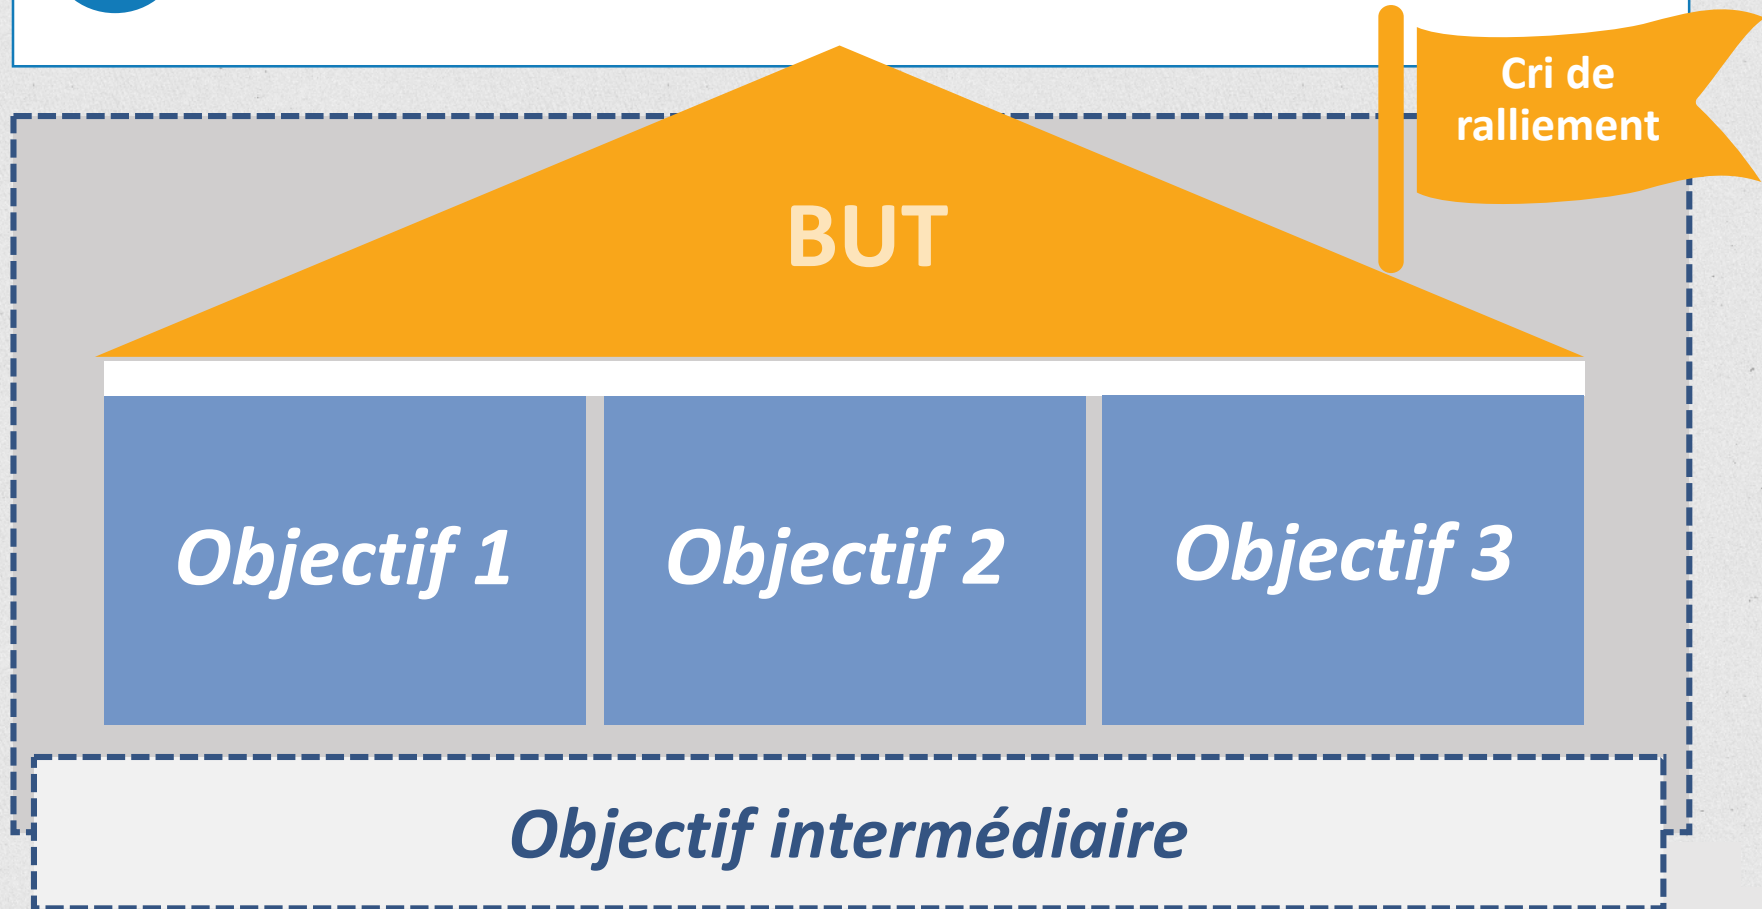 Cri de
ralliement
BUT
Objectif 1
Objectif 2
Objectif 3
Objectif intermédiaire